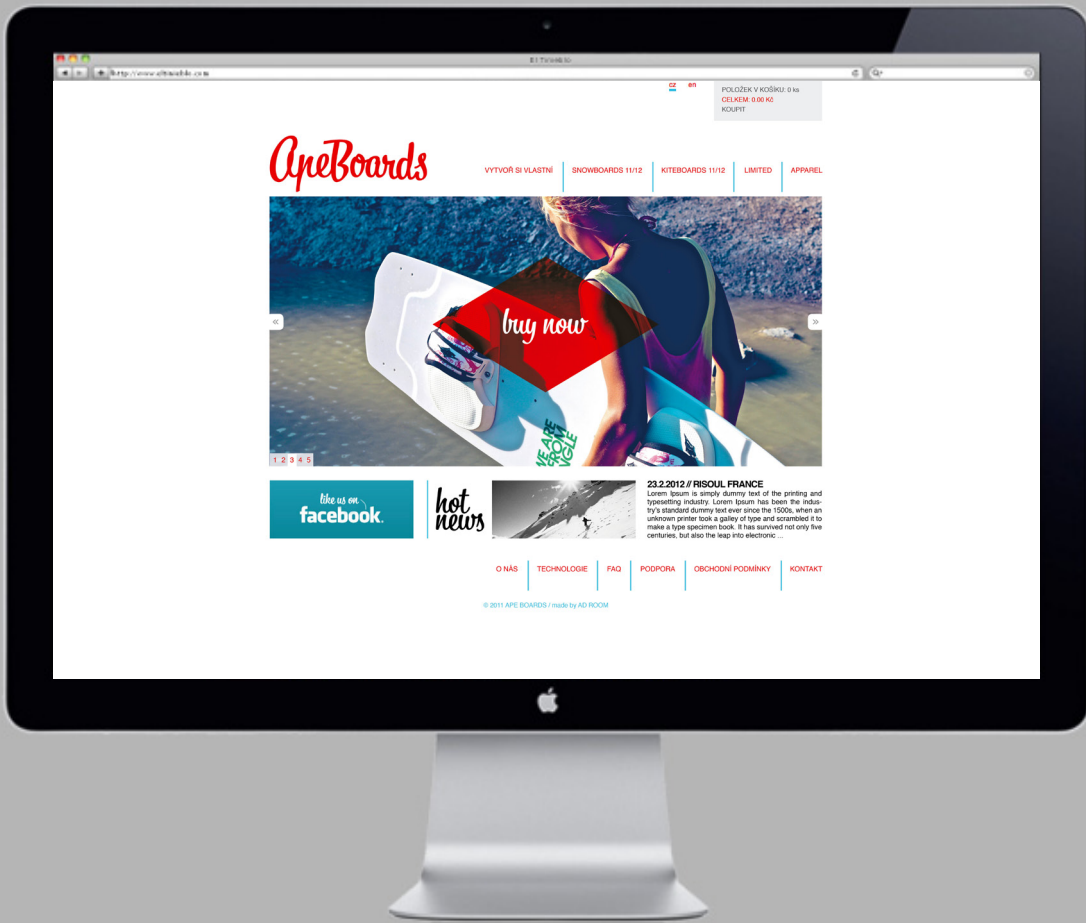 cz en
POLOŽEK V KOŠÍKU: 0 ks
CELKEM: 0.00 Kč
KOUPIT
ApeBoards
VYTVOŘ SI VLASTNÍ SNOWBOARDS 11/12 KITEBOARDS 11/12 LIMITED APPAREL
buy now
«
»
WE ARE
FROM
1 2 3 4 5
like us on
facebook.
hot
news
23.2.2012 // RISOUL FRANCE
Lorem Ipsum is simply dummy text of the printing and
typesetting industry. Lorem Ipsum has been the indus-
try's standard dummy text ever since the 1500s, when an
unknown printer took a galley of type and scrambled it to
make a type specimen book. It has survived not only five
centuries, but also the leap into electronic ...
O NÁS TECHNOLOGIE FAQ PODPORA OBCHODNÍ PODMÍNKY KONTAKT
© 2011 APE BOARDS / made by AD ROOM